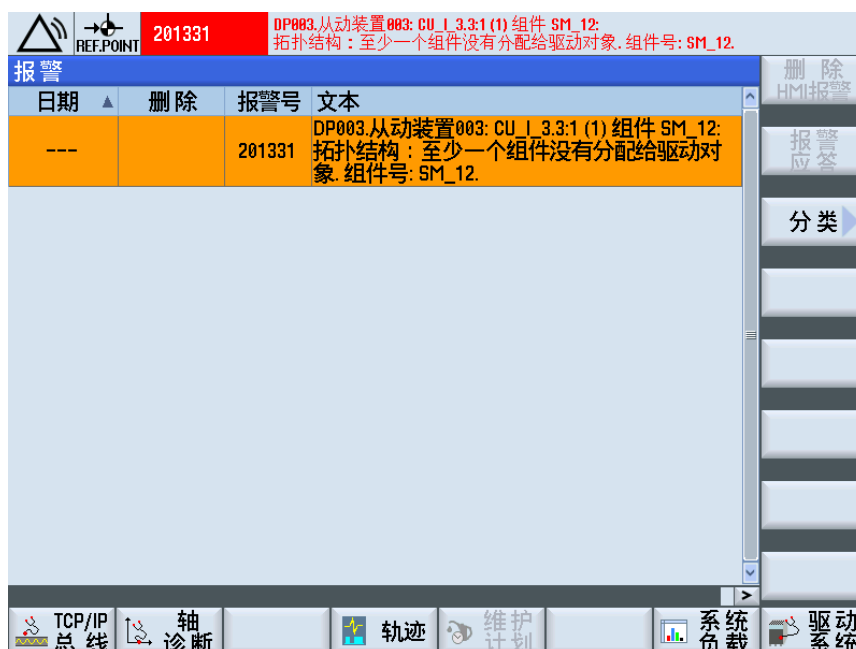 REF.POINT
201331
DP003.从动装置003: CU_I_3.3:1 (1) 组件 SM_12:
拓扑结构：至少一个组件没有分配给驱动对象. 组件号: SM_12.
报警
日期 删除 报警号 文本
---
201331
DP003.从动装置003: CU_I_3.3:1 (1) 组件 SM_12:
拓扑结构：至少一个组件没有分配给驱动对
象. 组件号: SM_12.
删 除
HMI报警
报 警
应 答
分 类
TCP/IP
总 线
轴
诊 断
轨迹
维护
计划
系统
负载
驱动
系统